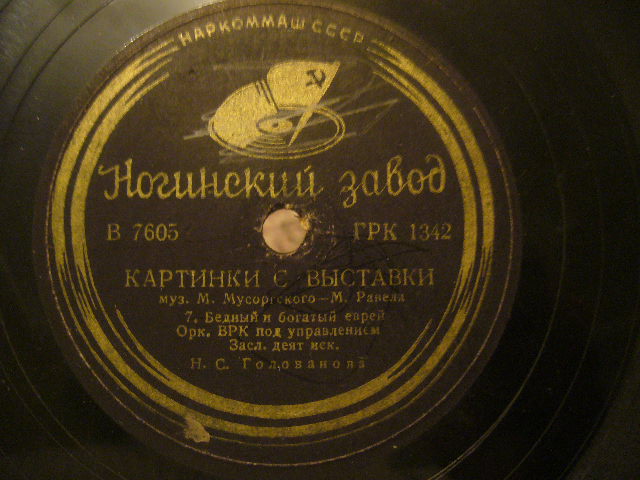 НАРКОММАШ СССР
Ногинский завод
В 7605 ГРК 1342
КАРТИНКИ С ВЫСТАВКИ
муз. М. Мусоргского — М. Равеля
7. Бедный и богатый еврей
Орк. ВРК под управлением
Засл. деят иск.
Н. С. Голованова